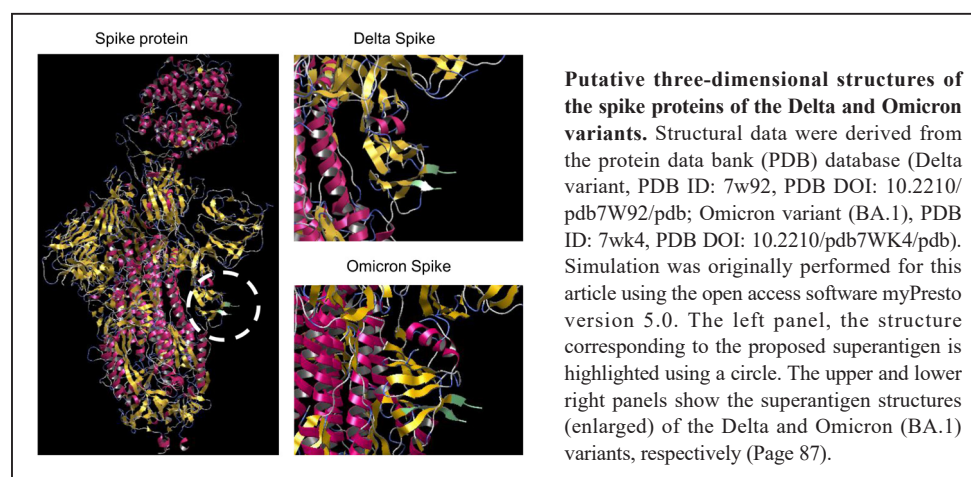 Spike protein
Delta Spike
Omicron Spike
Putative three-dimensional structures of
the spike proteins of the Delta and Omicron
variants. Structural data were derived from
the protein data bank (PDB) database (Delta
variant, PDB ID: 7w92, PDB DOI: 10.2210/
pdb7W92/pdb; Omicron variant (BA.1), PDB
ID: 7wk4, PDB DOI: 10.2210/pdb7WK4/pdb).
Simulation was originally performed for this
article using the open access software myPresto
version 5.0. The left panel, the structure
corresponding to the proposed superantigen is
highlighted using a circle. The upper and lower
right panels show the superantigen structures
(enlarged) of the Delta and Omicron (BA.1)
variants, respectively (Page 87).